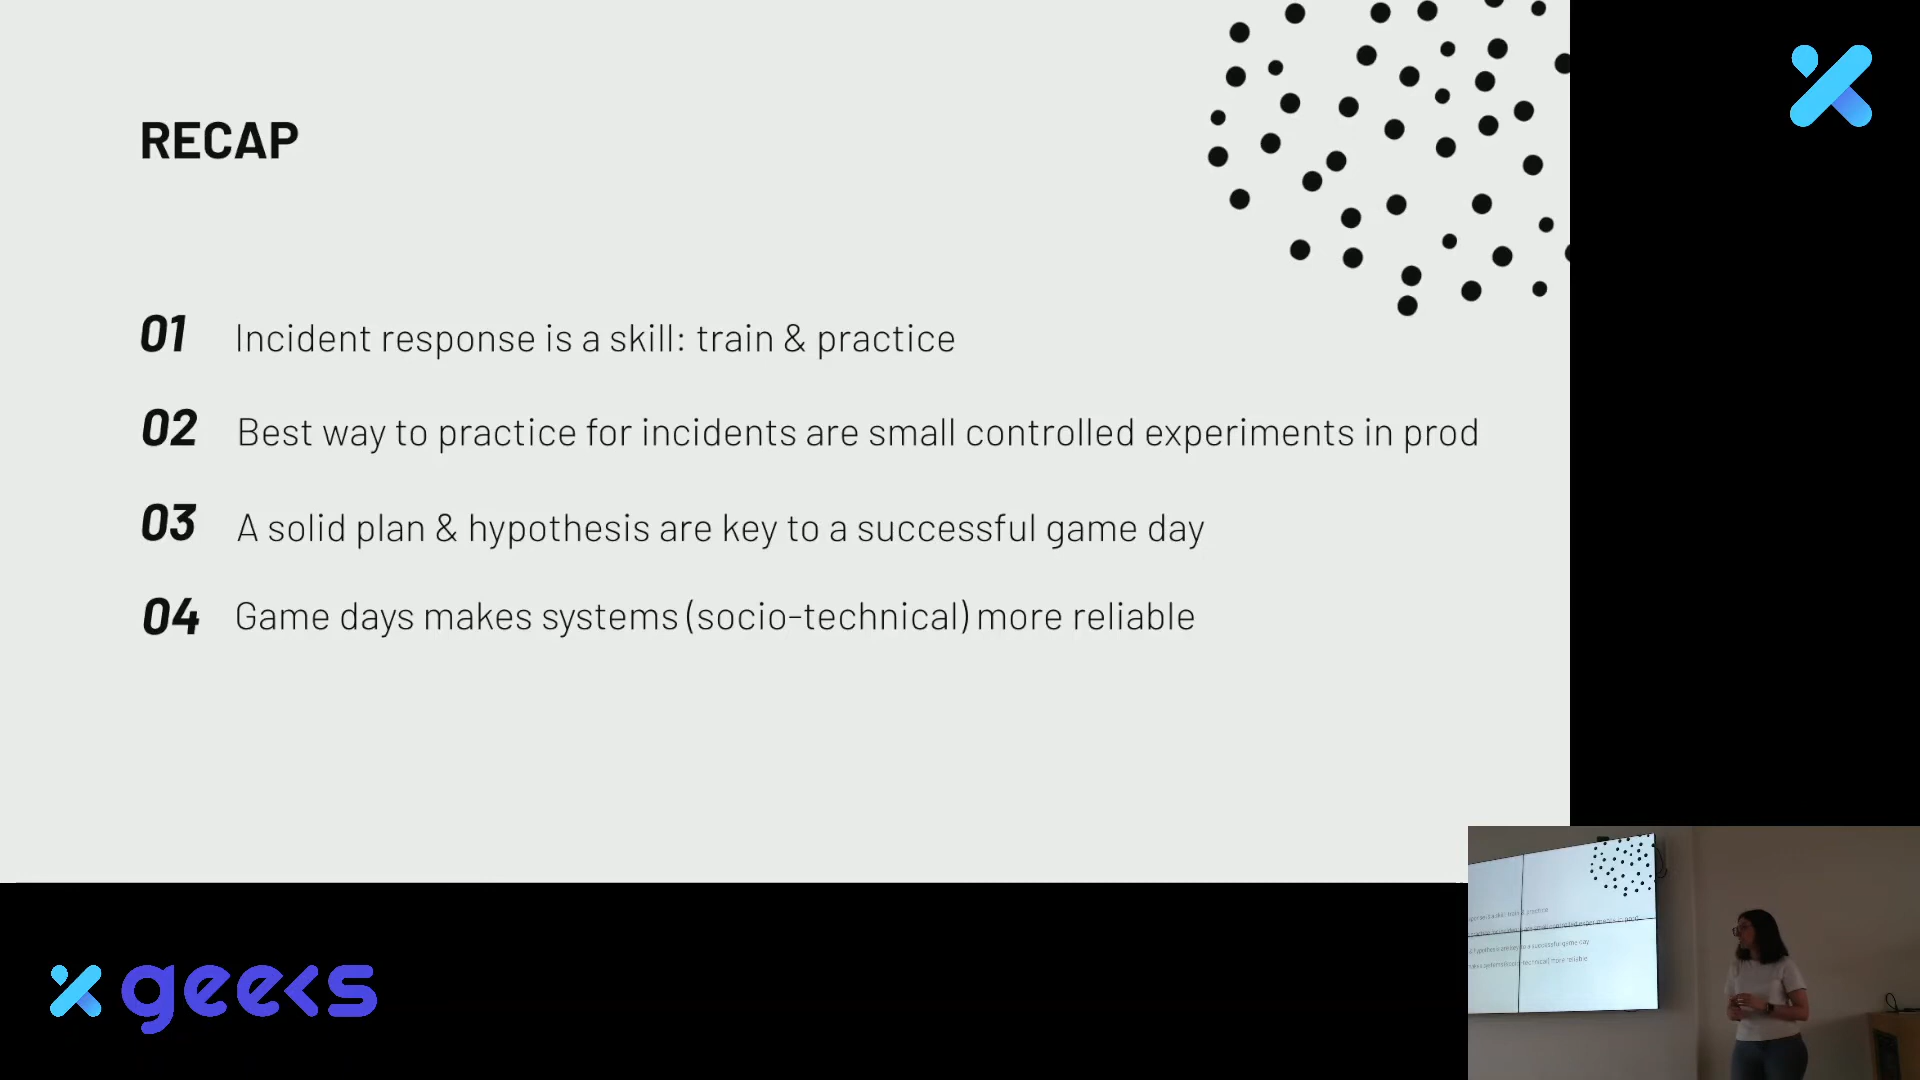 RECAP
01 Incident response is a skill: train & practice
02 Best way to practice for incidents are small controlled experiments in prod
03 A solid plan & hypothesis are key to a successful game day
04 Game days makes systems (socio-technical) more reliable
x geeks